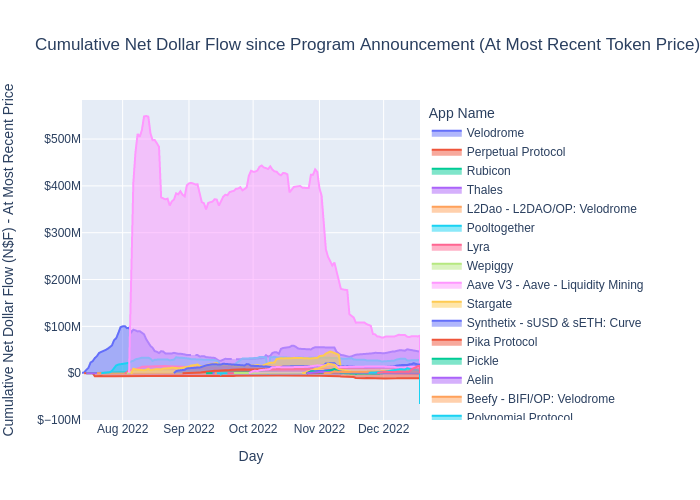 Cumulative Net Dollar Flow since Program Announcement (At Most Recent Token Price)
Cumulative Net Dollar Flow (N$F) - At Most Recent Price
$500M
$400M
$300M
$200M
$100M
$0
$−100M
Aug 2022
Sep 2022
Oct 2022
Nov 2022
Dec 2022
Day
App Name
Velodrome
Perpetual Protocol
Rubicon
Thales
L2Dao - L2DAO/OP: Velodrome
Pooltogether
Lyra
Wepiggy
Aave V3 - Aave - Liquidity Mining
Stargate
Synthetix - sUSD & sETH: Curve
Pika Protocol
Pickle
Aelin
Beefy - BIFI/OP: Velodrome
Polynomial Protocol